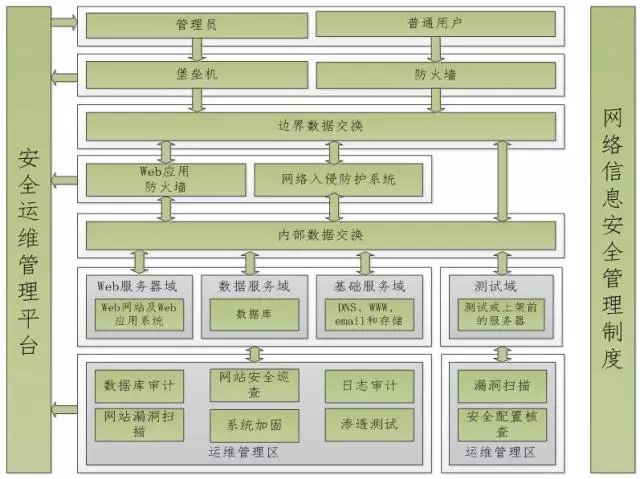 安全运维管理平台
管理员
普通用户
堡垒机
防火墙
边界数据交换
Web应用
防火墙
网络入侵防护系统
内部数据交换
Web服务器域
Web网站及Web
应用系统
数据服务域
数据库
基础服务域
DNS、WWW、
email和存储
测试域
测试或上架前
的服务器
数据库审计
网站安全巡
查
日志审计
网站漏洞扫
描
系统加固
渗透测试
运维管理区
漏洞扫描
安全配置核
查
运维管理区
网络信息安全管理制度